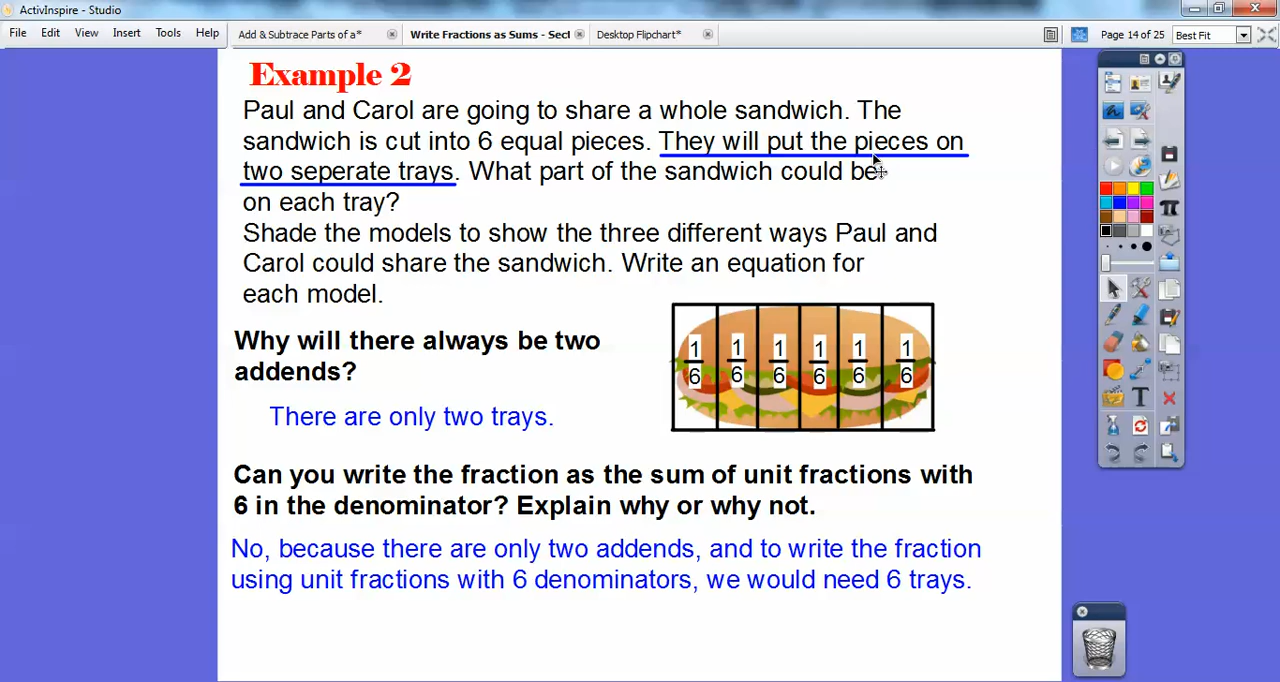 ActivInspire - Studio
File Edit View Insert Tools Help
Add & Subtrace Parts of a*
Write Fractions as Sums - Sect
Desktop Flipchart*
Page 14 of 25
Best Fit
Example 2
Paul and Carol are going to share a whole sandwich. The
sandwich is cut into 6 equal pieces. They will put the pieces on
two seperate trays. What part of the sandwich could be
on each tray?
Shade the models to show the three different ways Paul and
Carol could share the sandwich. Write an equation for
each model.
Why will there always be two
addends?
There are only two trays.
1 1 1 1 1 1
6 6 6 6 6 6
Can you write the fraction as the sum of unit fractions with
6 in the denominator? Explain why or why not.
No, because there are only two addends, and to write the fraction
using unit fractions with 6 denominators, we would need 6 trays.